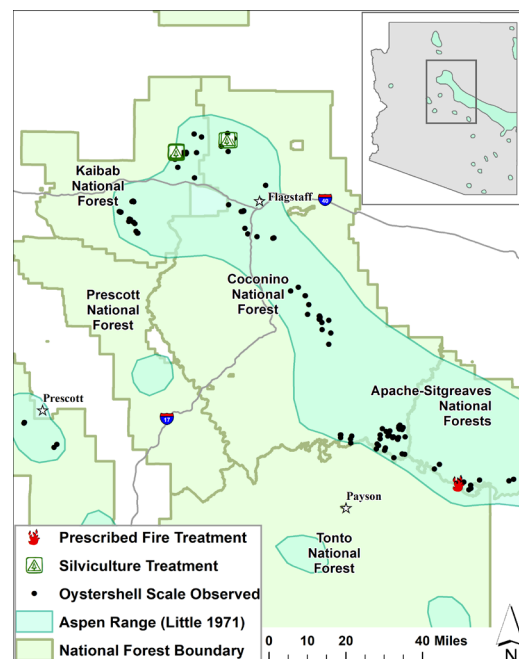 Kaibab
National
Forest
Flagstaff
40
Coconino
National
Forest
Prescott
National
Forest
Prescott
17
Apache-Sitgreaves
National
Forests
Payson
Tonto
National
Forest
Prescribed Fire Treatment
Silviculture Treatment
Oystershell Scale Observed
Aspen Range (Little 1971)
National Forest Boundary
0 10 20 40 Miles
N